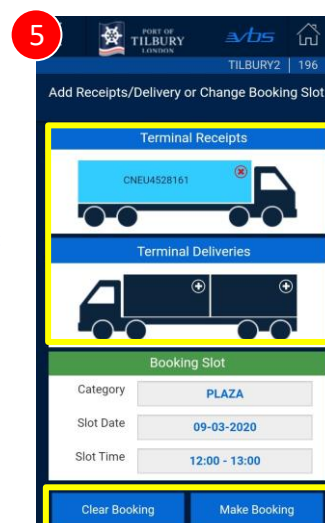 5
PORT OF
TILBURY
LONDON
vbs
TILBURY2 | 196
Add Receipts/Delivery or Change Booking Slot
Terminal Receipts
CNEU4528161
Terminal Deliveries
Booking Slot
Category PLAZA
Slot Date 09-03-2020
Slot Time 12:00 - 13:00
Clear Booking Make Booking